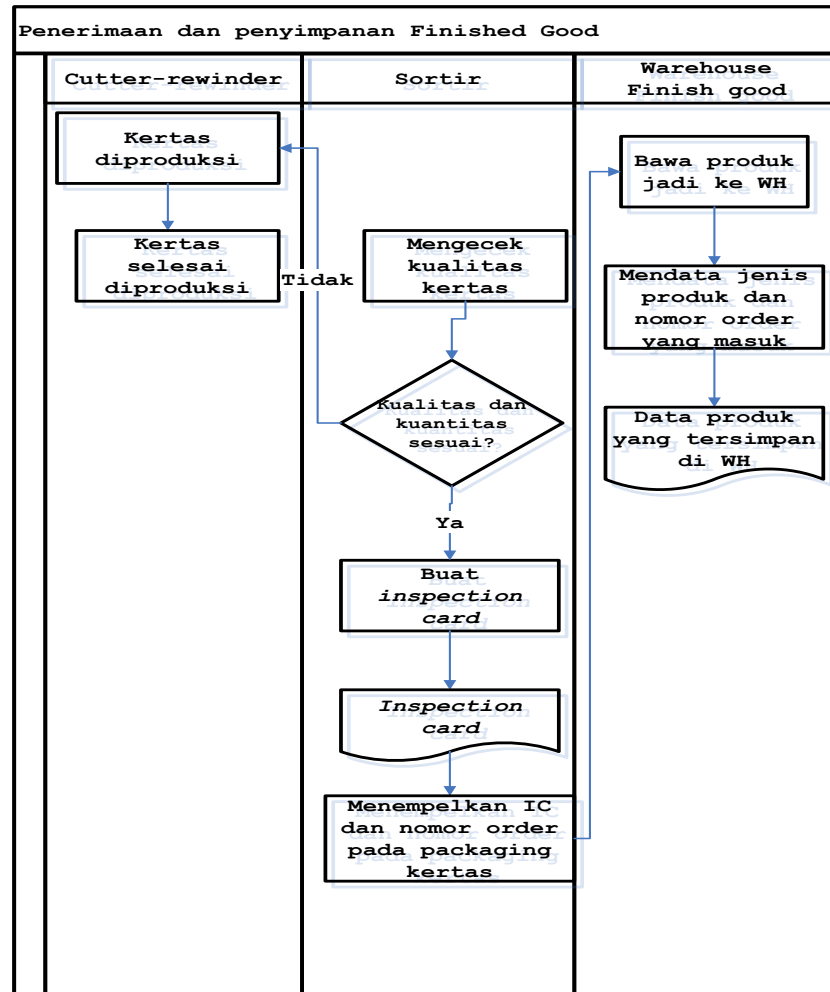 Penerimaan dan penyimpanan Finished Good
Cutter-rewinder
Sortir
Warehouse
Finish good
Kertas
diproduksi
Kertas
selesai
diproduksi
Tidak
Mengecek
kualitas
kertas
Kualitas dan
kuantitas
sesuai?
Ya
Buat
inspection
card
Inspection
card
Menempelkan IC
dan nomor order
pada packaging
kertas
Bawa produk
jadi ke WH
Mendata jenis
produk dan
nomor order
yang masuk
Data produk
yang tersimpan
di WH